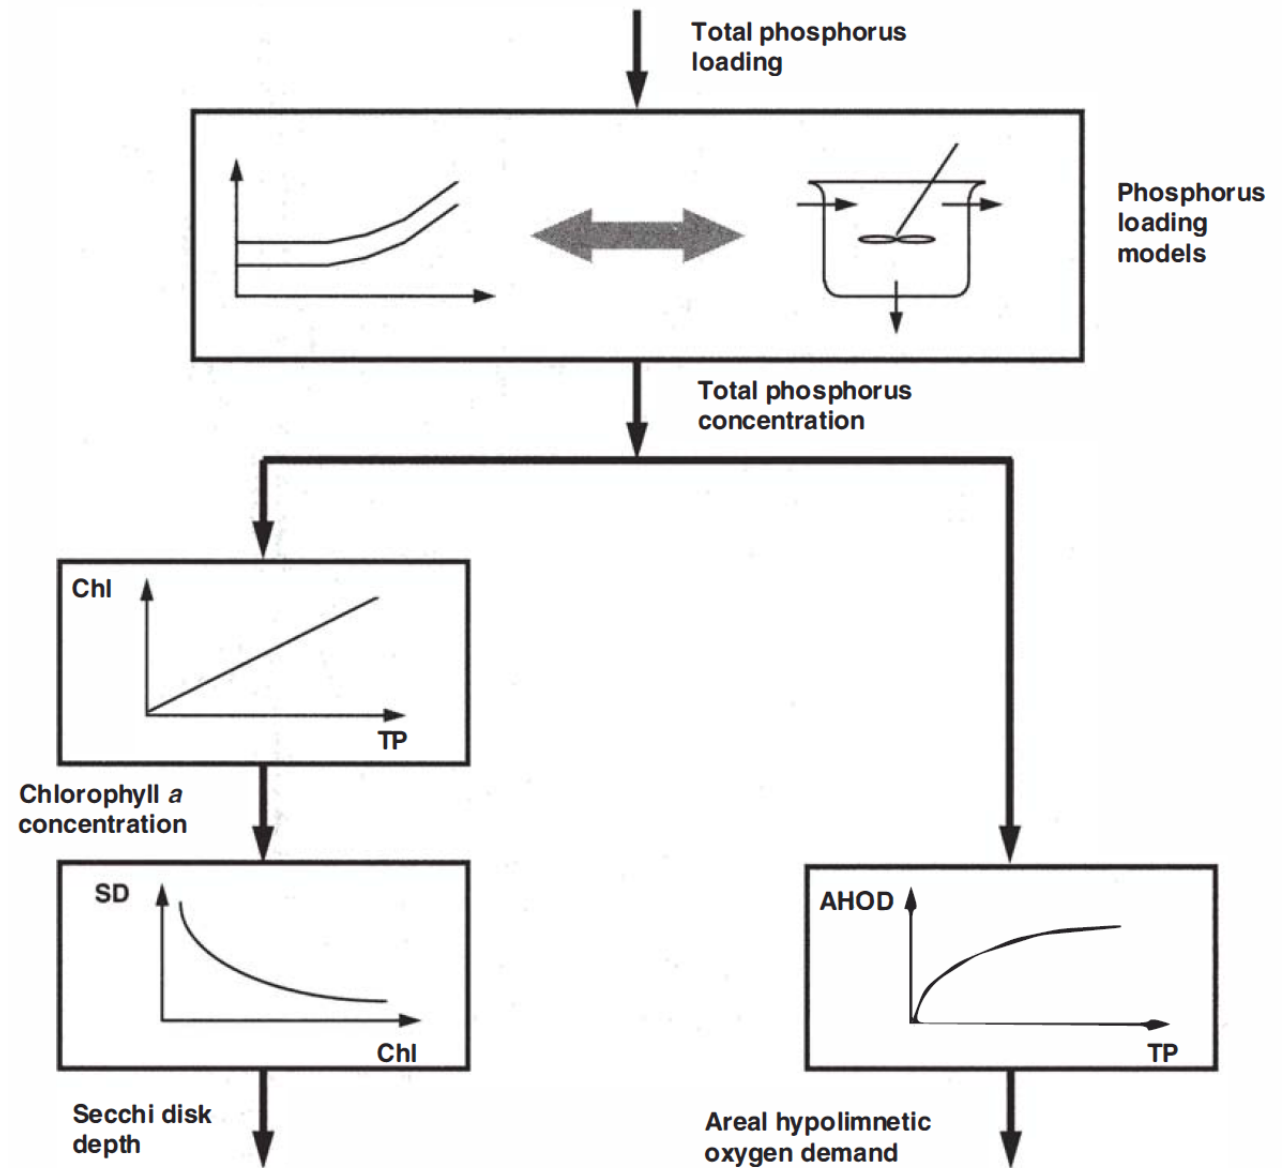 Total phosphorus
loading
Phosphorus
loading
models
Total phosphorus
concentration
Chl
TP
Chlorophyll a
concentration
SD
Chl
AHOD
TP
Secchi disk
depth
Areal hypolimnetic
oxygen demand